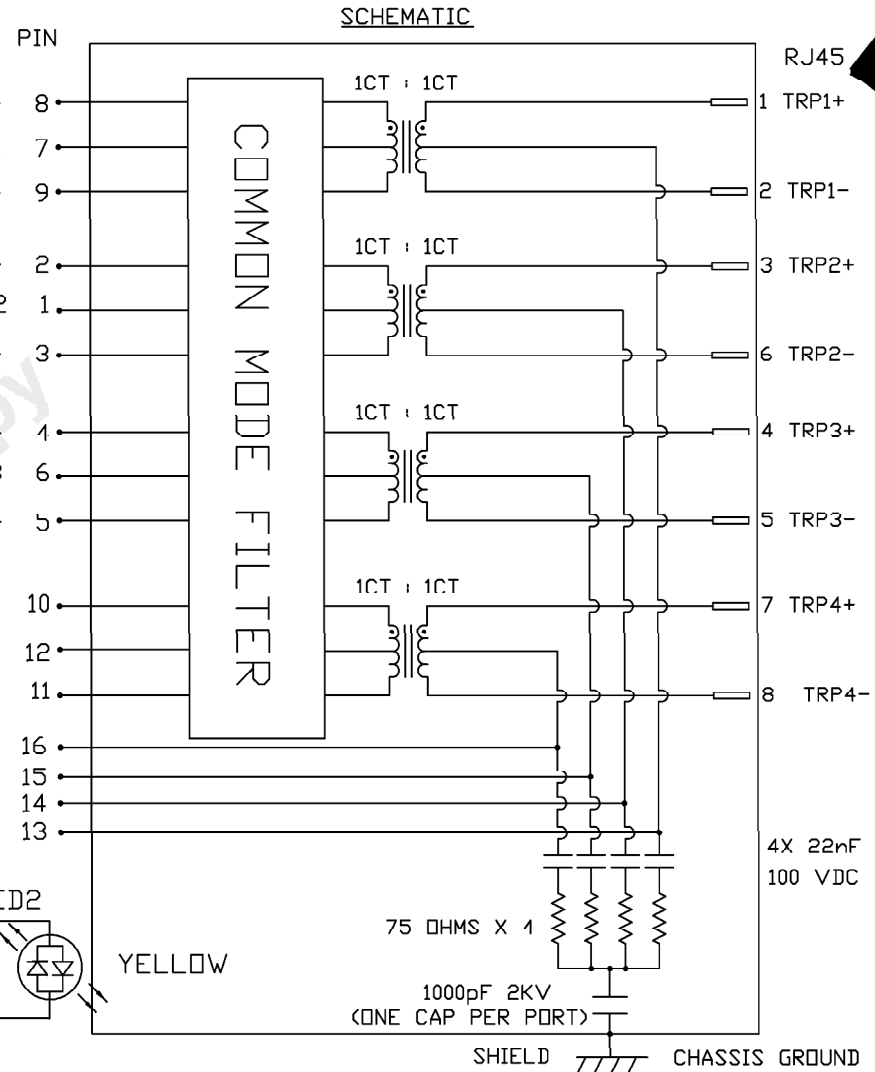 SCHEMATIC
PIN
RJ45
1CT : 1CT
8
1 TRP1+
7
9
2 TRP1-
1CT : 1CT
2
3 TRP2+
1
3
6 TRP2-
1CT : 1CT
4
4 TRP3+
6
5
5 TRP3-
1CT : 1CT
10
7 TRP4+
12
11
8 TRP4-
COMMON MODE FILTER
16
15
14
13
4X 22nF
100 VDC
75 OHMS X 4
YELLOW
1000pF 2KV
(ONE CAP PER PORT)
SHIELD
CHASSIS GROUND